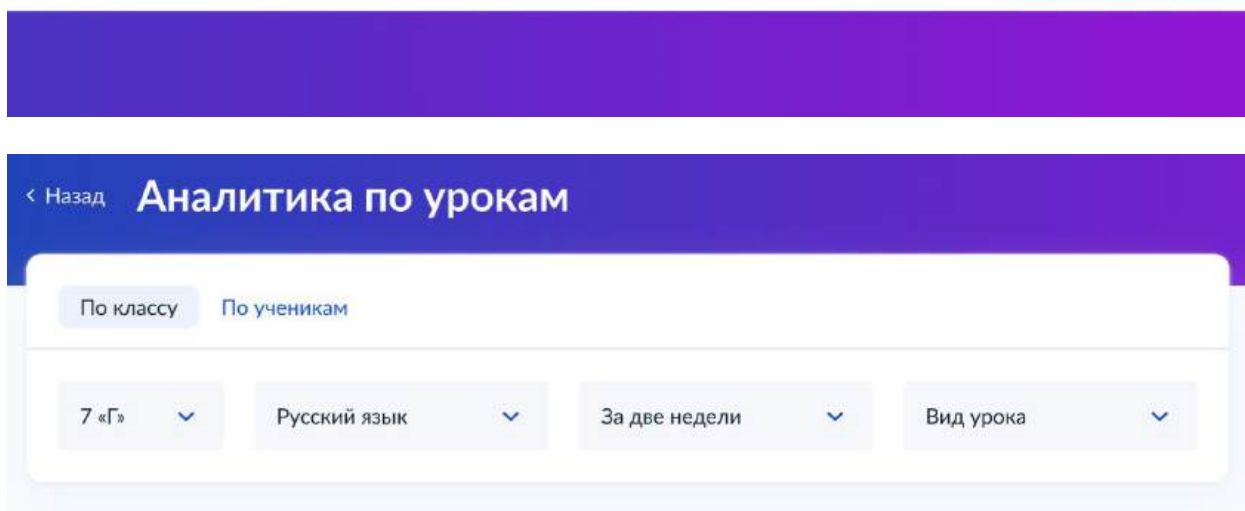 Назад Аналитика по урокам
По классу По ученикам
7 «Г» Русский язык За две недели Вид урока